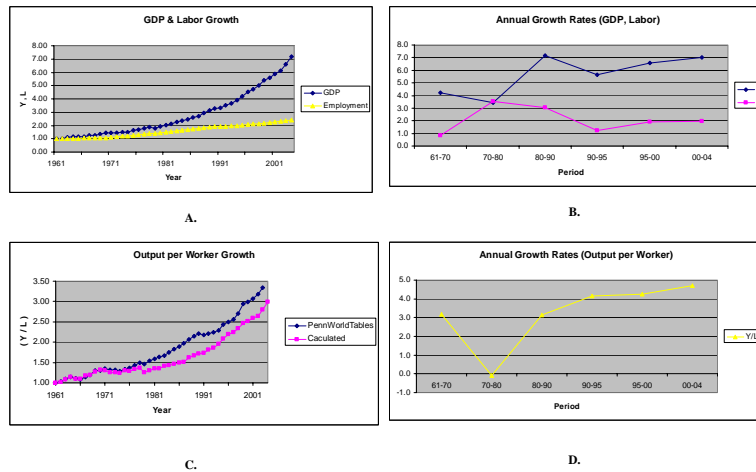 GDP & Labor Growth
8.00
7.00
6.00
5.00
4.00
3.00
2.00
1.00
0.00
Y , L
1961 1971 1981 1991 2001
Year
GDP
Employment
A.
Annual Growth Rates (GDP, Labor)
8.0
7.0
6.0
5.0
4.0
3.0
2.0
1.0
0.0
61-70 70-80 80-90 90-95 95-00 00-04
Period
B.
Output per Worker Growth
3.50
3.00
2.50
2.00
1.50
1.00
( Y / L )
1961 1971 1981 1991 2001
Year
PennWorldTables
Caculated
C.
Annual Growth Rates (Output per Worker)
5.0
4.0
3.0
2.0
1.0
0.0
-1.0
61-70 70-80 80-90 90-95 95-00 00-04
Period
Y/L
D.